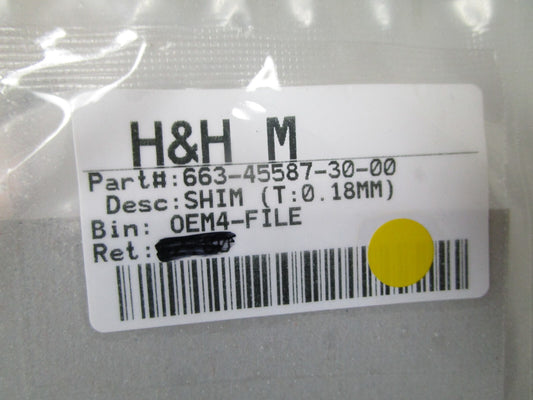 H&H M
Part#:663-45587-30-00
Desc:SHIM (T:0.18MM)
Bin: OEM4-FILE
Ret: